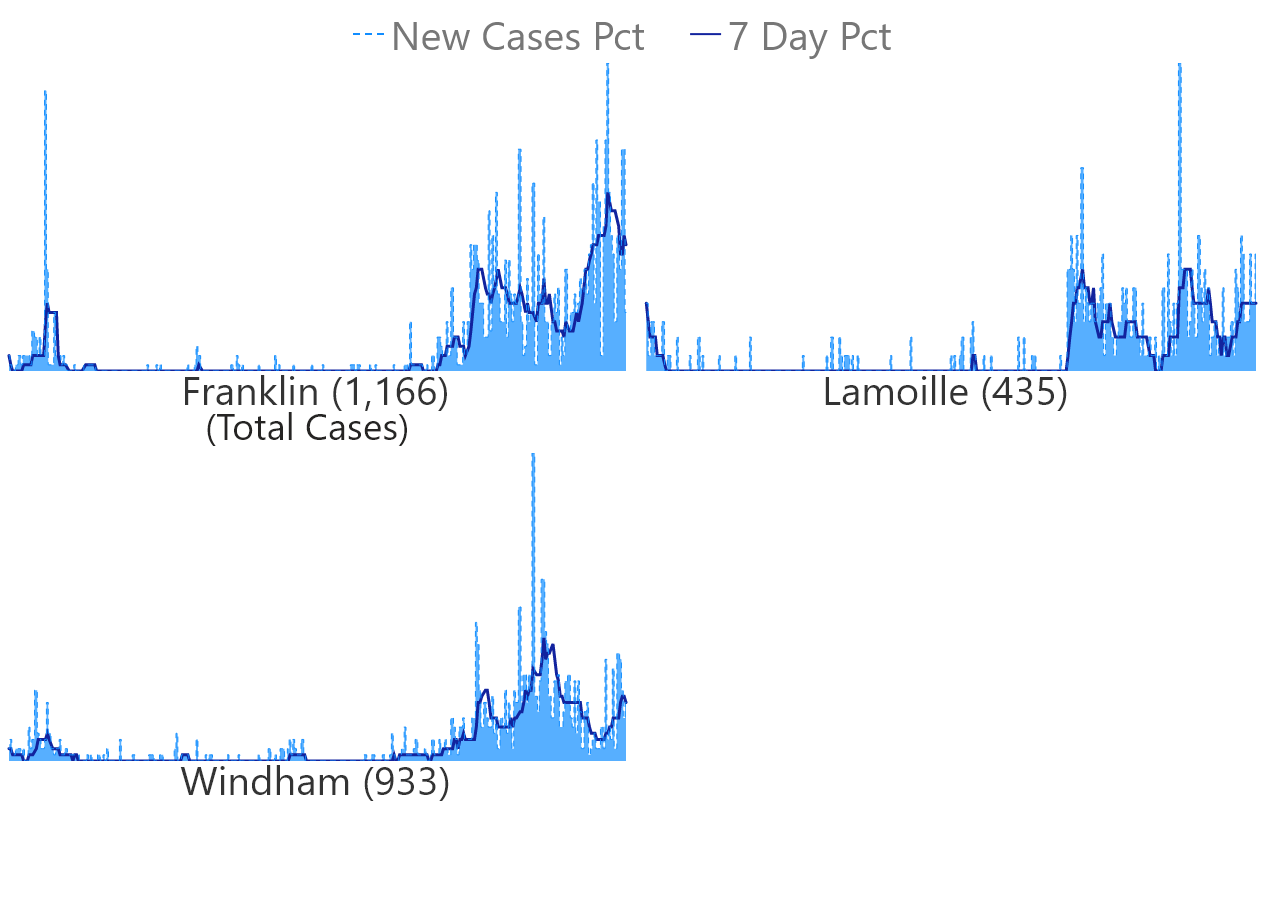 New Cases Pct 7 Day Pct
Franklin (1,166) Lamoille (435)
(Total Cases)
Windham (933)